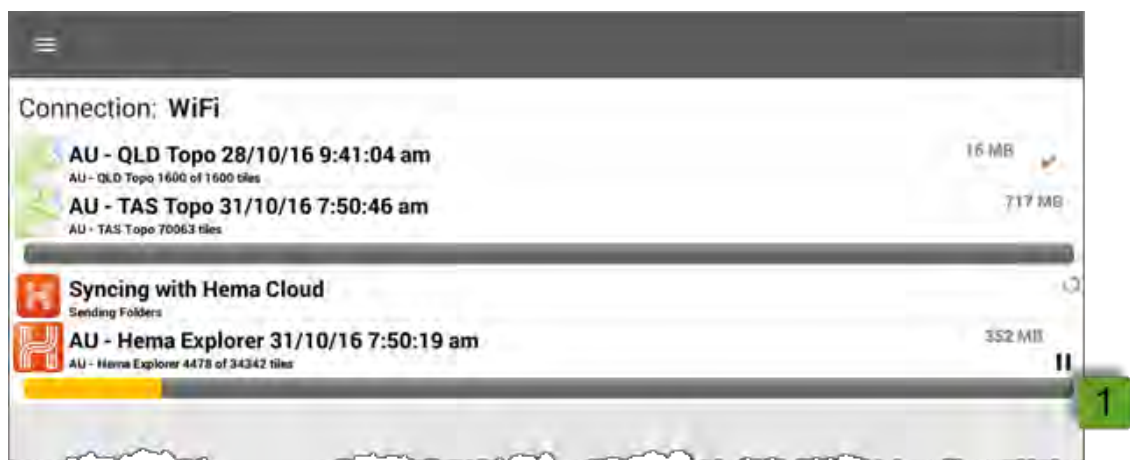 Connection: WiFi
AU - QLD Topo 28/10/16 9:41:04 am
16 MB
AU - QLD Topo 1600 of 1600 tiles
AU - TAS Topo 31/10/16 7:50:46 am
717 MB
AU - TAS Topo 70063 tiles
Syncing with Hema Cloud
Sending Folders
AU - Hema Explorer 31/10/16 7:50:19 am
352 MB
AU - Hema Explorer 4478 of 34342 tiles
1